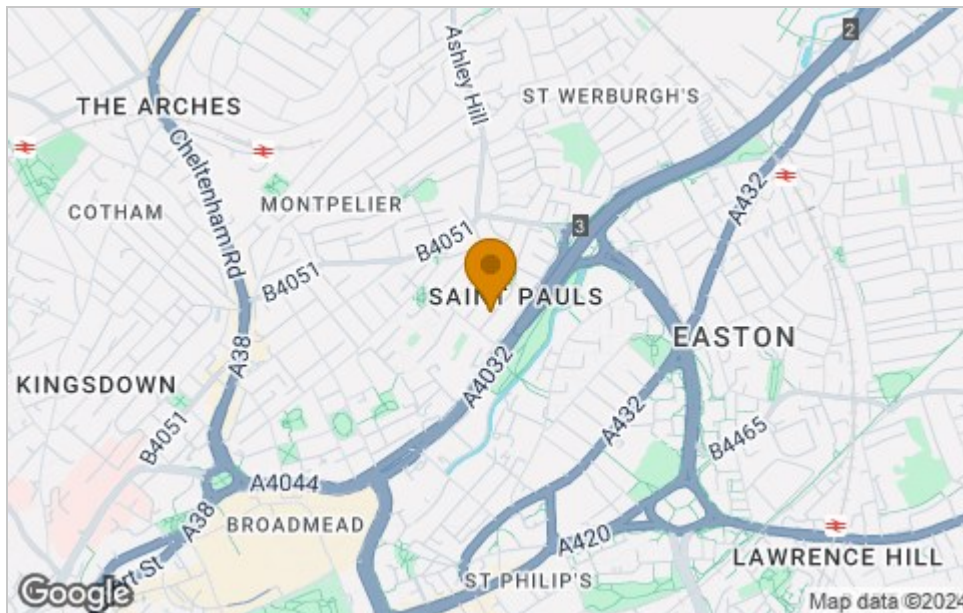 2
Ashley Hill
ST WERBURGH'S
THE ARCHES
Cheltenham Rd
A432
COTHAM
MONTPELIER
B4051
3
B4051
SAINT PAULS
EASTON
A38
A4032
KINGSDOWN
A432
B4051
B4465
A4044
A38
BROADMEAD
A420
LAWRENCE HILL
ST PHILIP'S
St
Google
Map data ©2024